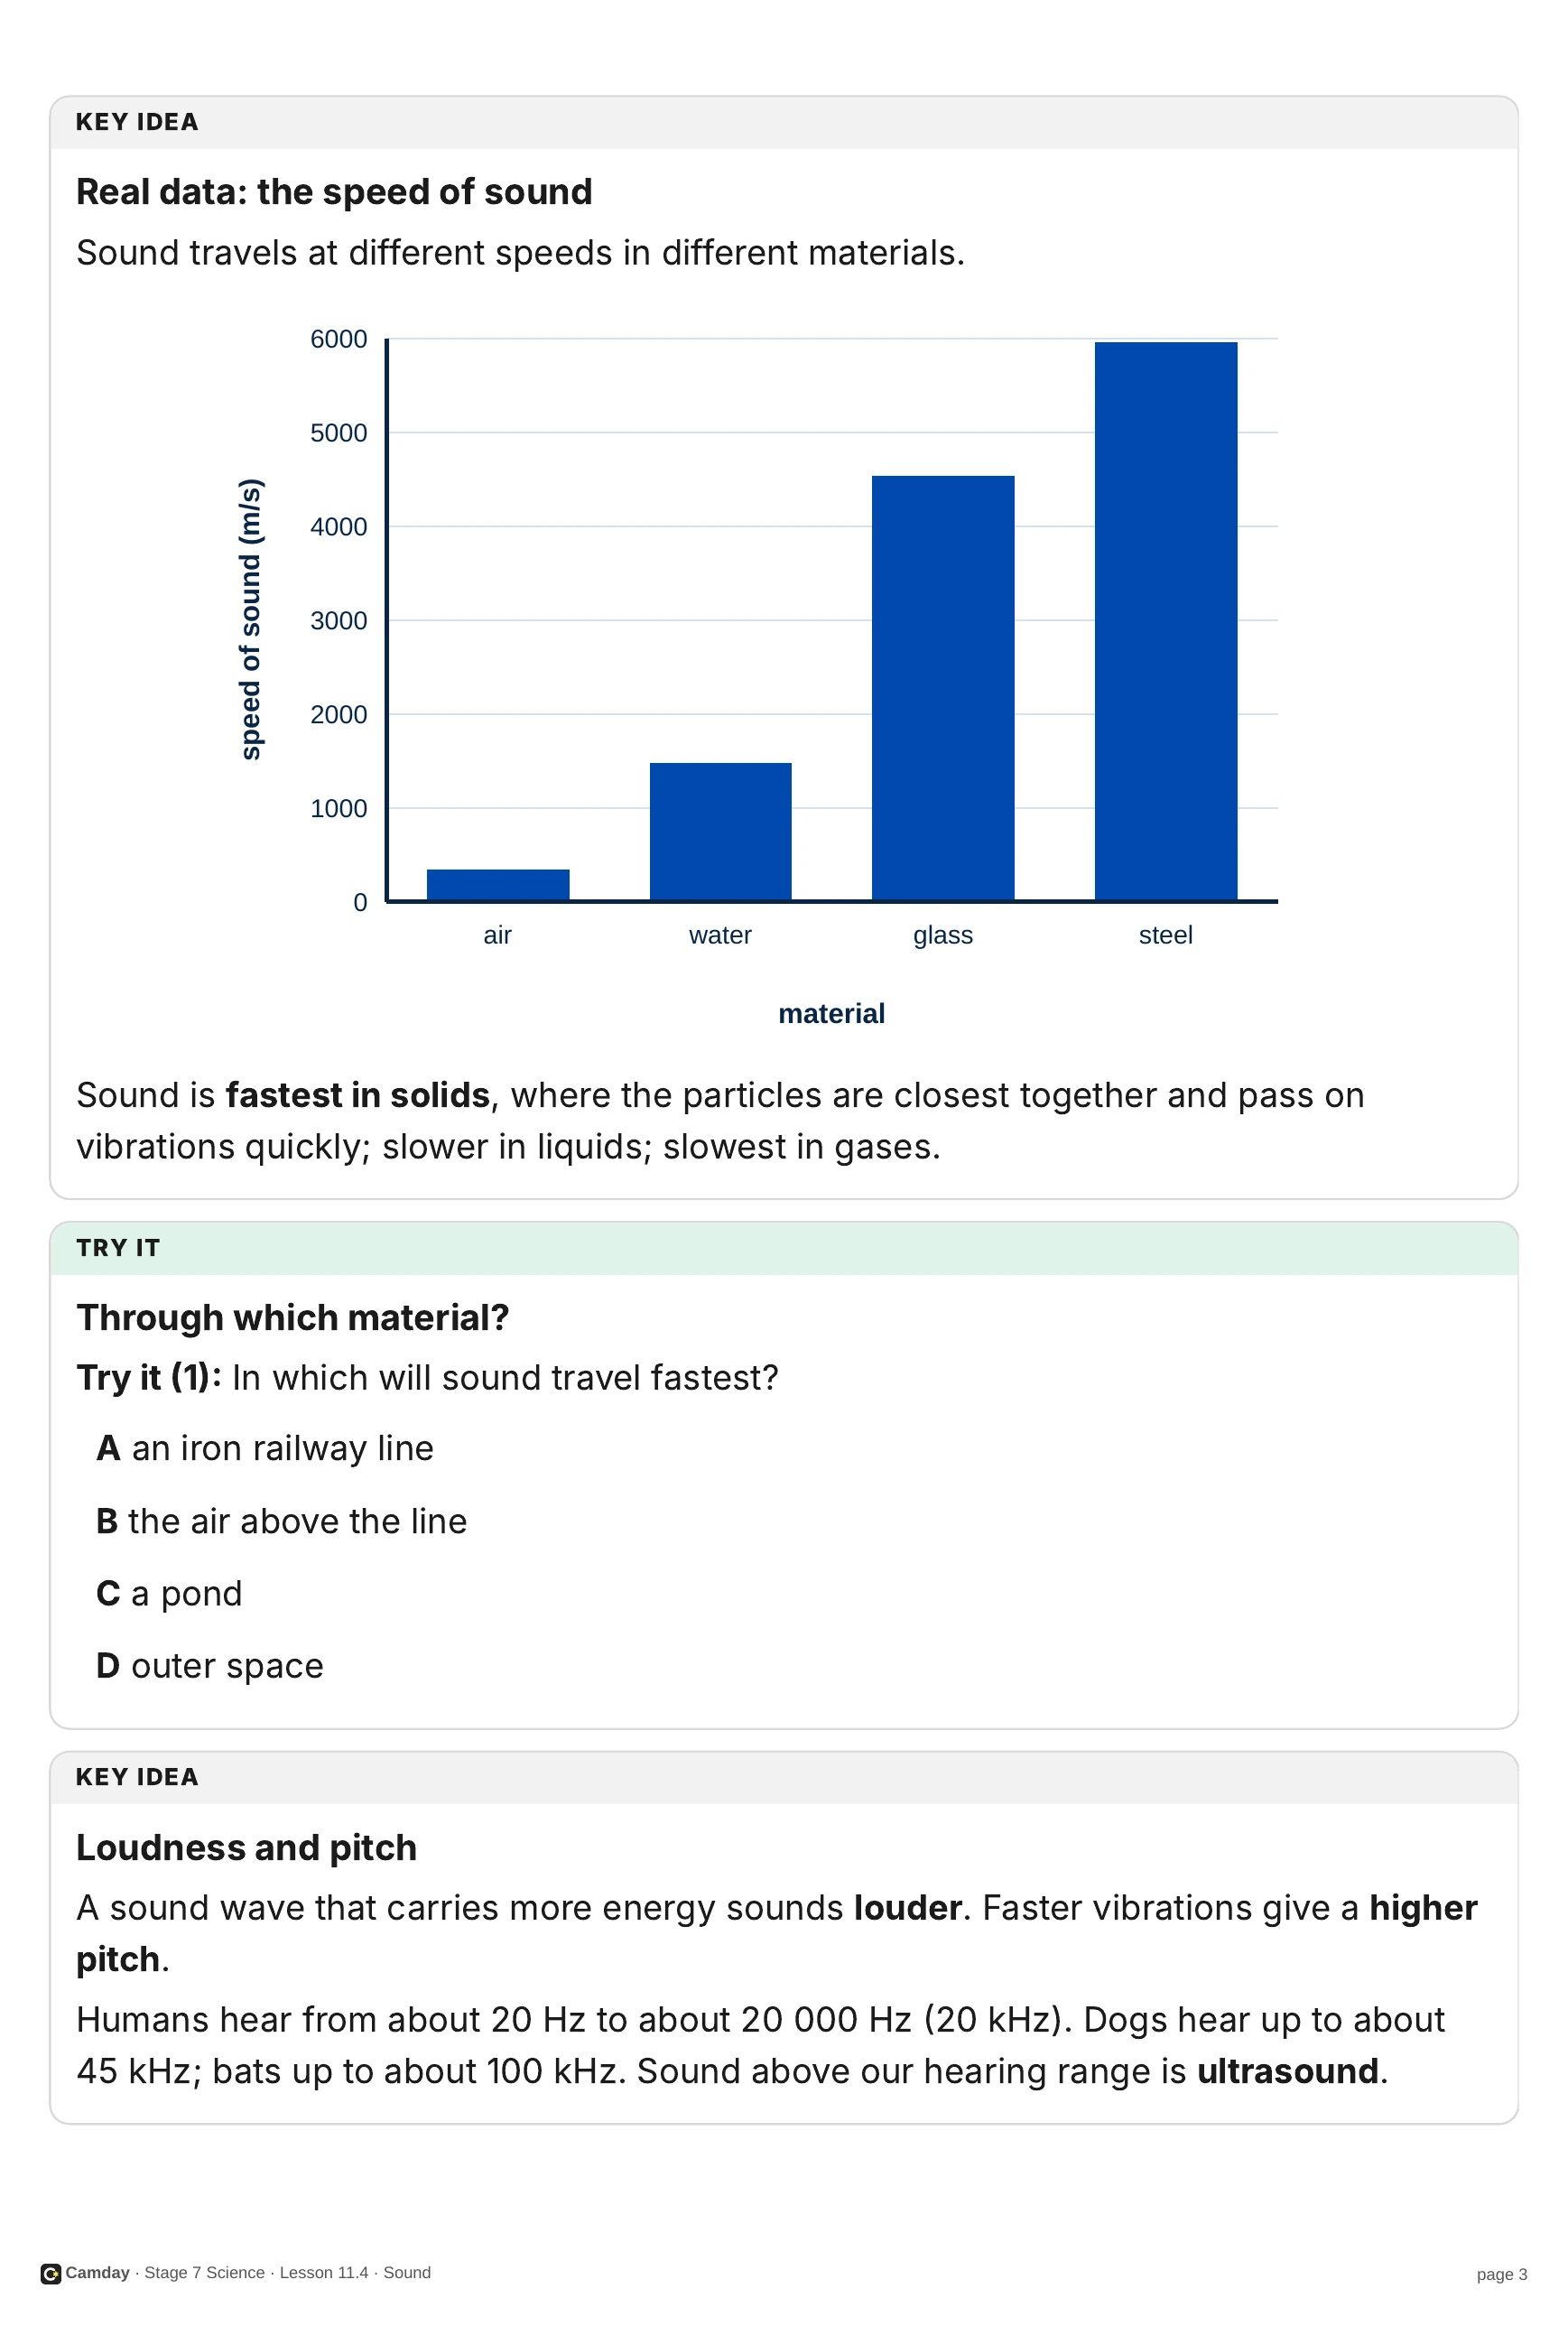 KEY IDEA
Real data: the speed of sound
Sound travels at different speeds in different materials.
6000
5000
4000
3000
2000
1000
0
speed of sound (m/s)
air water glass steel
material
Sound is fastest in solids, where the particles are closest together and pass on
vibrations quickly; slower in liquids; slowest in gases.
TRY IT
Through which material?
Try it (1): In which will sound travel fastest?
A an iron railway line
B the air above the line
C a pond
D outer space
KEY IDEA
Loudness and pitch
A sound wave that carries more energy sounds louder. Faster vibrations give a higher
pitch.
Humans hear from about 20 Hz to about 20 000 Hz (20 kHz). Dogs hear up to about
45 kHz; bats up to about 100 kHz. Sound above our hearing range is ultrasound.
Camday · Stage 7 Science · Lesson 11.4 · Sound page 3